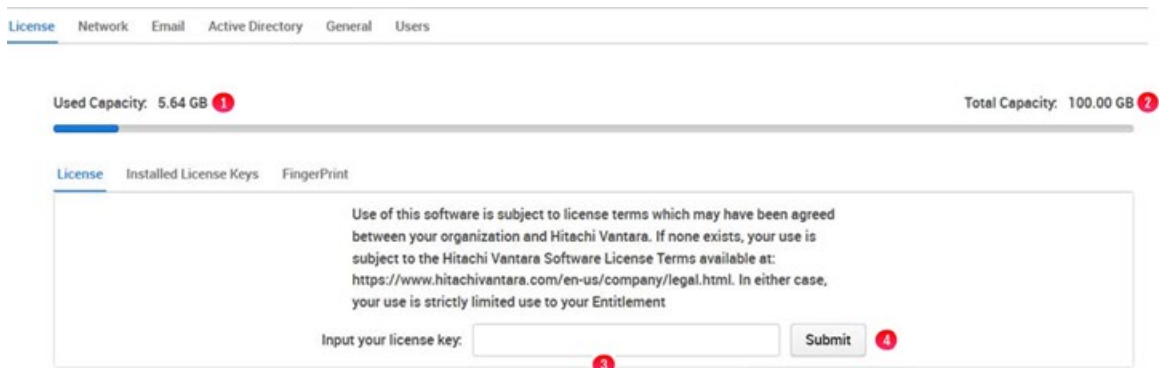 License Network Email Active Directory General Users
Used Capacity: 5.64 GB 1 Total Capacity: 100.00 GB 2
License Installed License Keys FingerPrint
Use of this software is subject to license terms which may have been agreed
between your organization and Hitachi Vantara. If none exists, your use is
subject to the Hitachi Vantara Software License Terms available at:
https://www.hitachivantara.com/en-us/company/legal.html. In either case,
your use is strictly limited use to your Entitlement
Input your license key: Submit 4
3